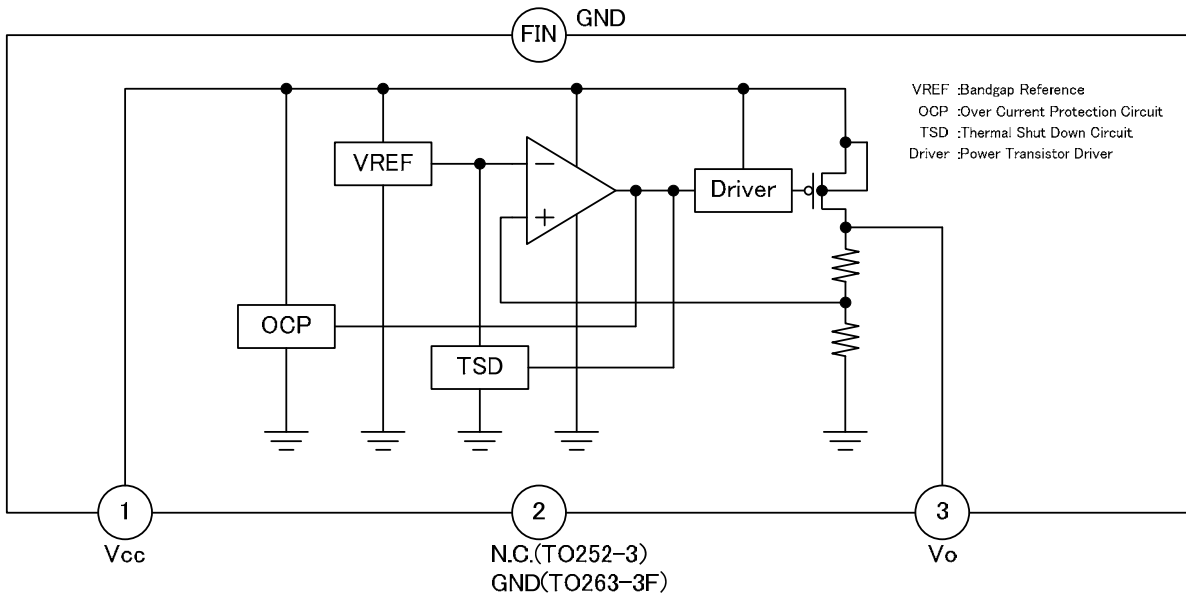 FIN GND
VREF :Bandgap Reference
OCP :Over Current Protection Circuit
TSD :Thermal Shut Down Circuit
Driver :Power Transistor Driver
VREF
−
Driver
+
OCP
TSD
1
2
3
Vcc
N.C.(TO252-3)
Vo
GND(TO263-3F)